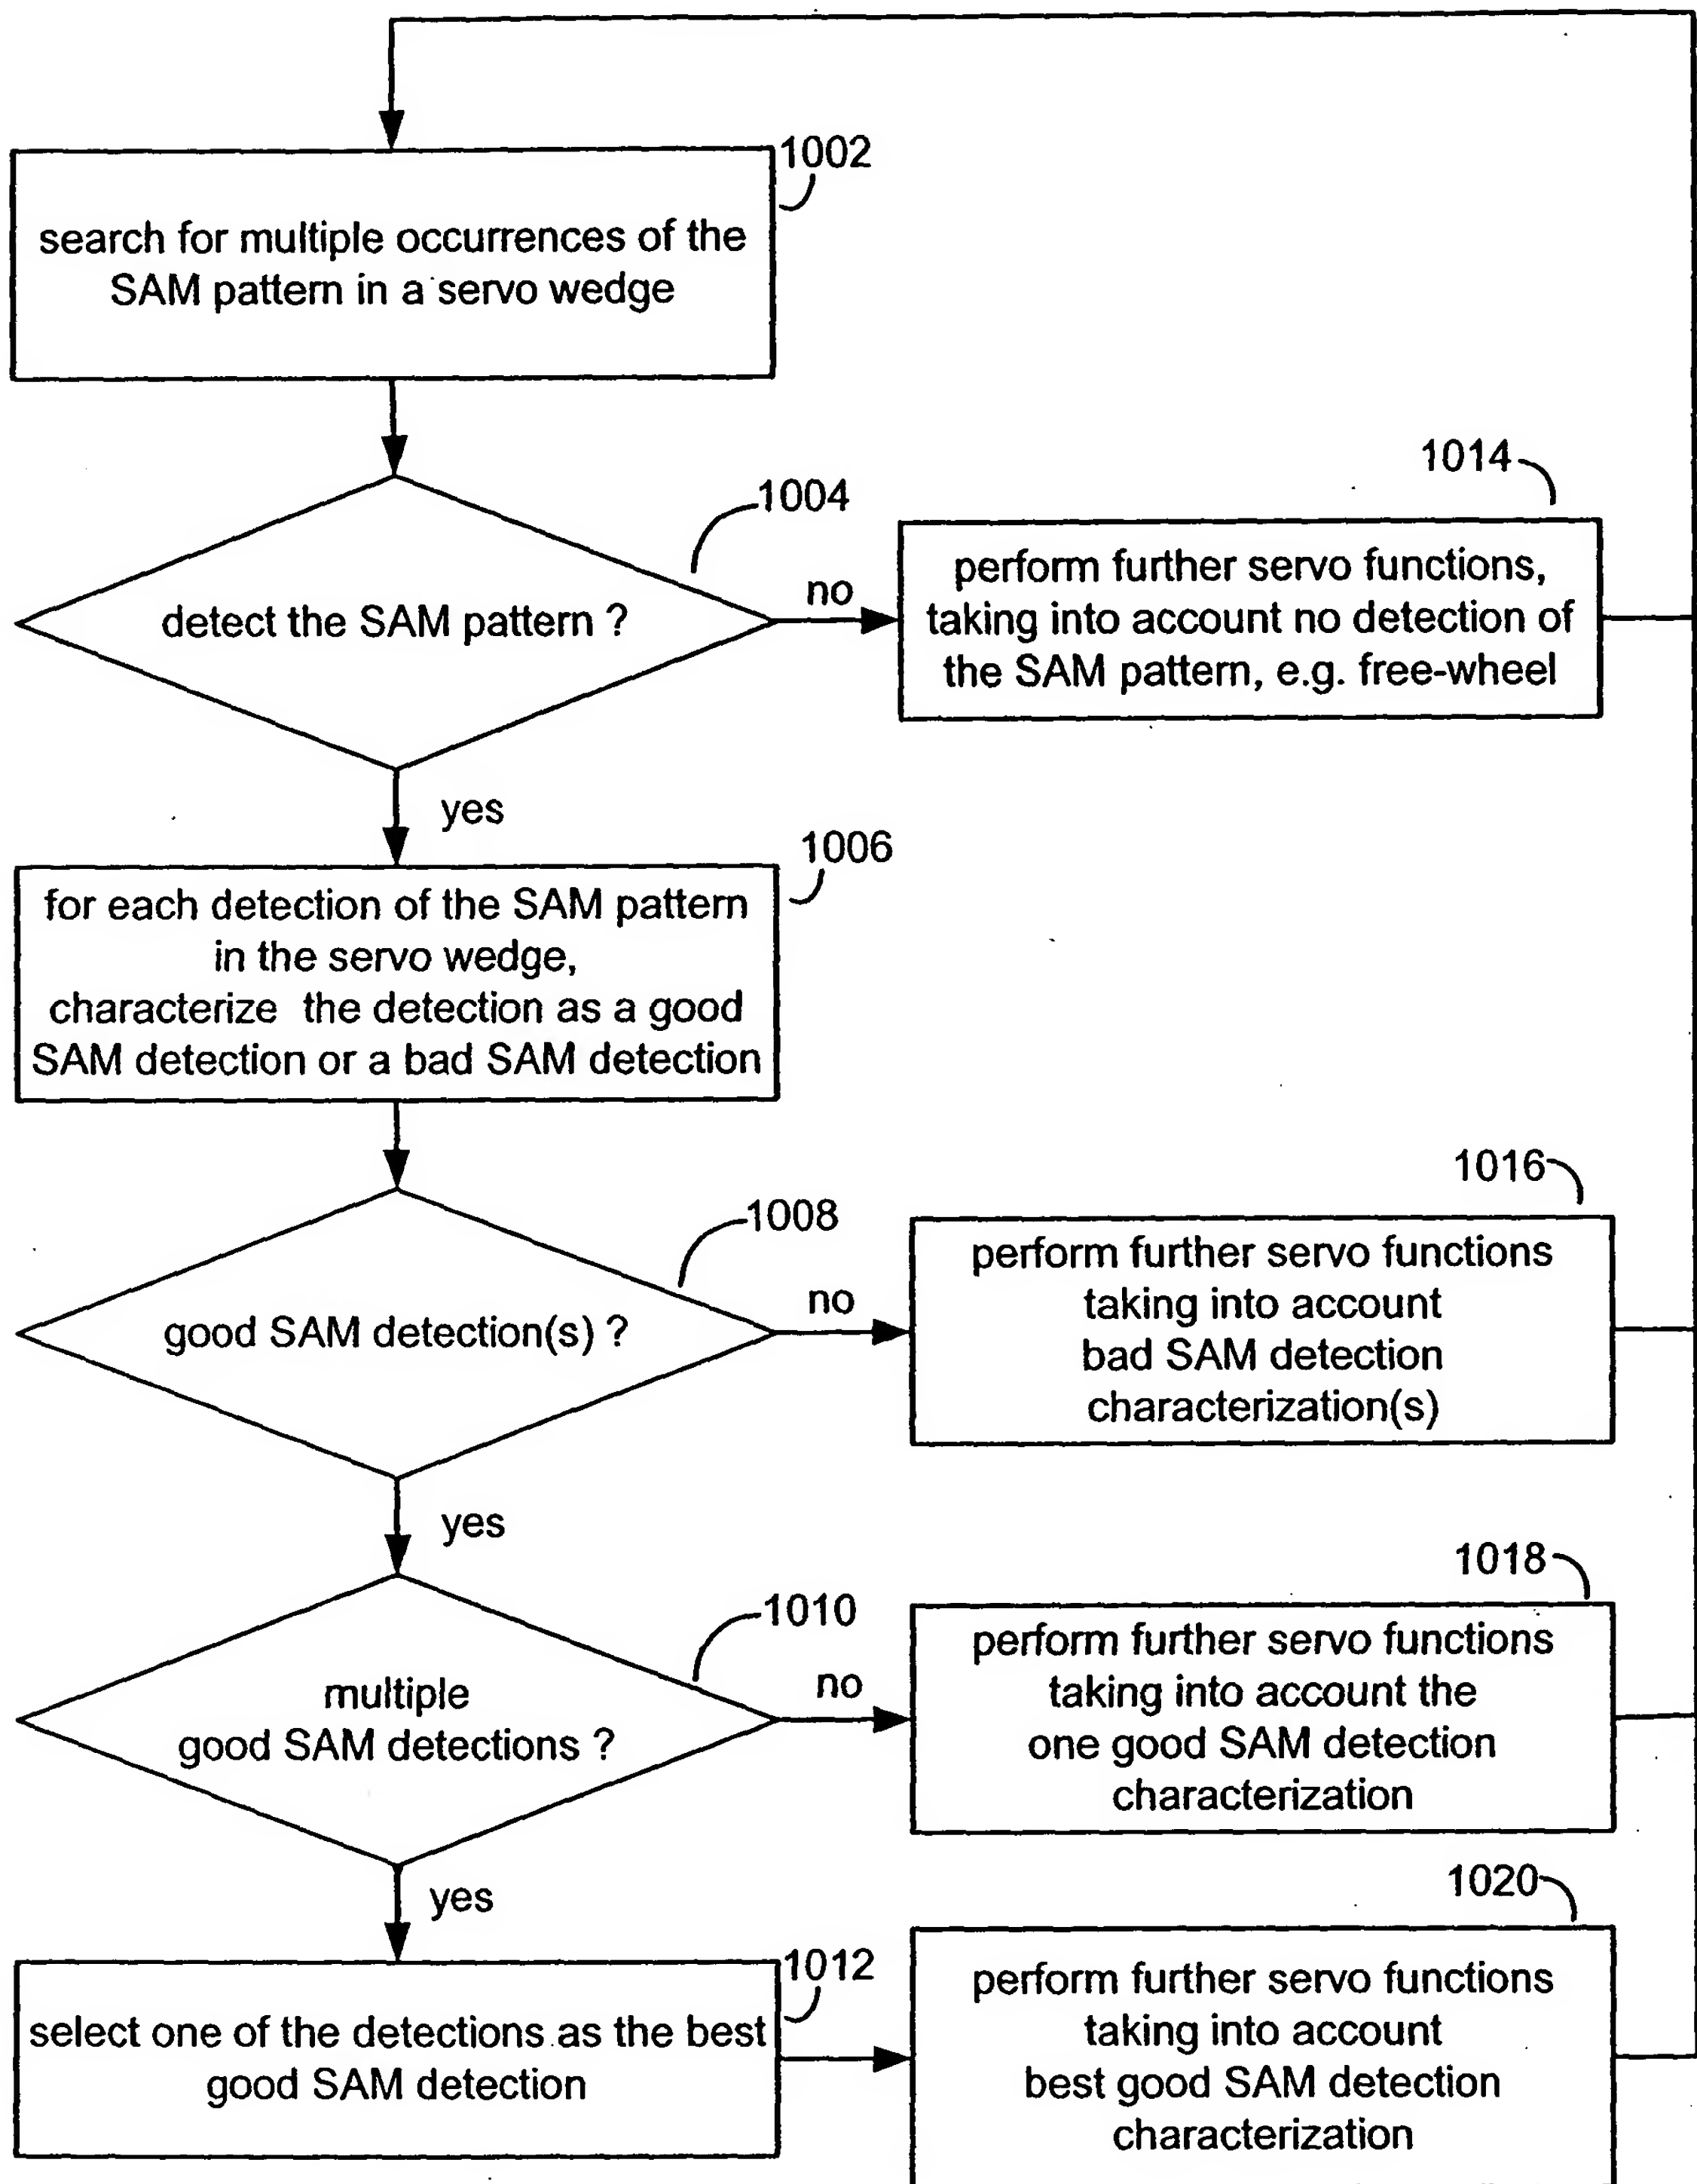 1002
search for multiple occurrences of the
SAM pattern in a servo wedge
1004
detect the SAM pattern ?
no
1014
perform further servo functions,
taking into account no detection of
the SAM pattern, e.g. free-wheel
yes
1006
for each detection of the SAM pattern
in the servo wedge,
characterize the detection as a good
SAM detection or a bad SAM detection
1008
good SAM detection(s) ?
no
1016
perform further servo functions
taking into account
bad SAM detection
characterization(s)
yes
1010
multiple
good SAM detections ?
no
1018
perform further servo functions
taking into account the
one good SAM detection
characterization
yes
1012
select one of the detections as the best
good SAM detection
1020
perform further servo functions
taking into account
best good SAM detection
characterization